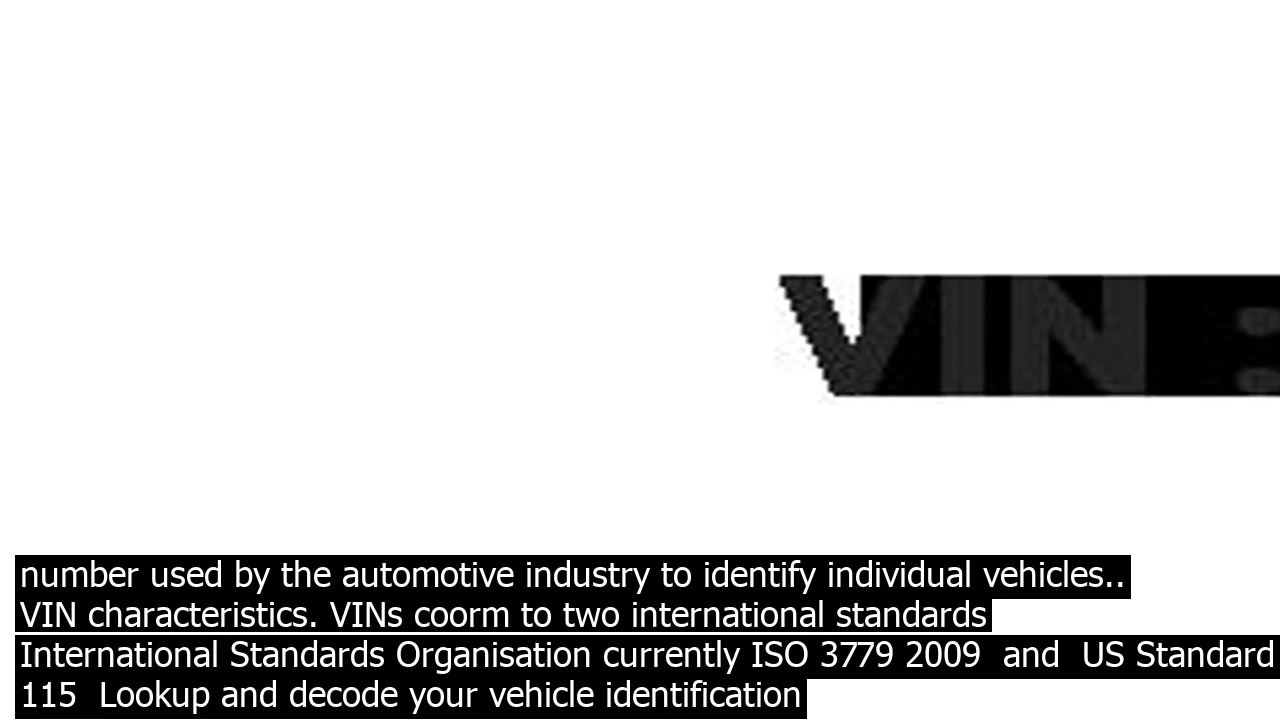 VIN :
number used by the automotive industry to identify individual vehicles..
VIN characteristics. VINs coorm to two international standards
International Standards Organisation currently ISO 3779 2009  and  US Standard
115  Lookup and decode your vehicle identification